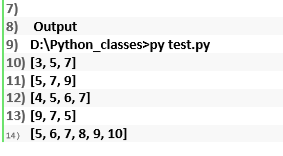 7)
8) Output
9) D:\Python_classes>py test.py
10) [3, 5, 7]
11) [5, 7, 9]
12) [4, 5, 6, 7]
13) [9, 7, 5]
14) [5, 6, 7, 8, 9, 10]